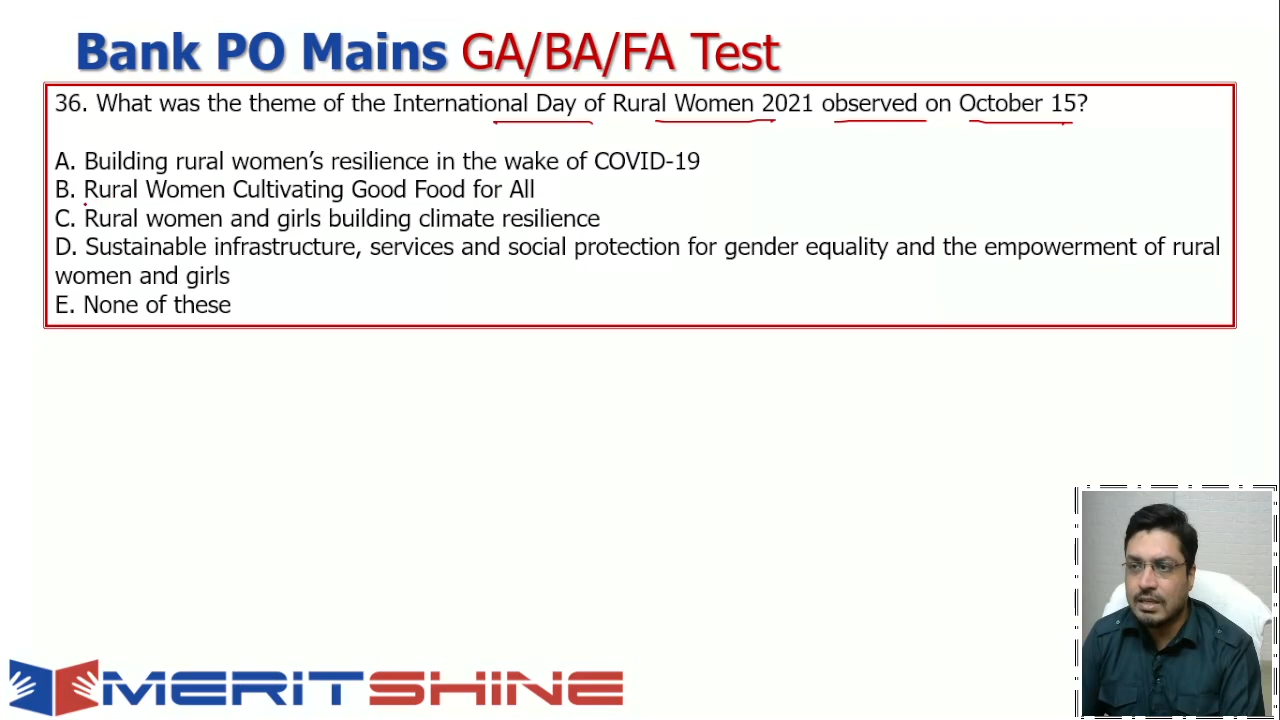 Bank PO Mains GA/BA/FA Test
36. What was the theme of the International Day of Rural Women 2021 observed on October 15?
A. Building rural women’s resilience in the wake of COVID-19
B. Rural Women Cultivating Good Food for All
C. Rural women and girls building climate resilience
D. Sustainable infrastructure, services and social protection for gender equality and the empowerment of rural
women and girls
E. None of these
MERITSHINE